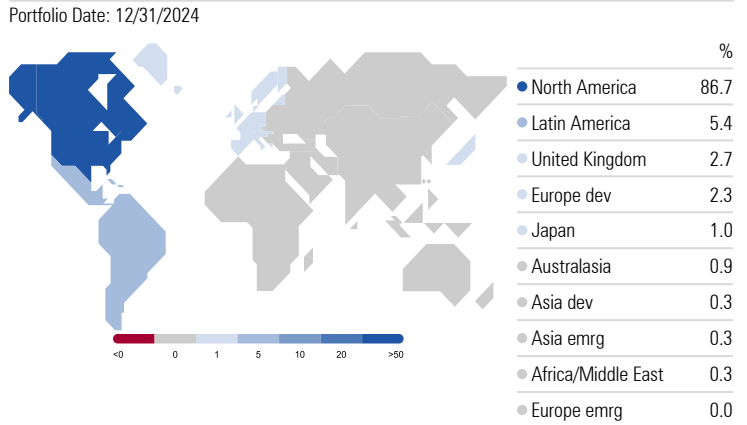 Portfolio Date: 12/31/2024
%
North America 86.7
Latin America 5.4
United Kingdom 2.7
Europe dev 2.3
Japan 1.0
Australasia 0.9
Asia dev 0.3
Asia emrg 0.3
Africa/Middle East 0.3
Europe emrg 0.0
<0 0 1 5 10 20 >50